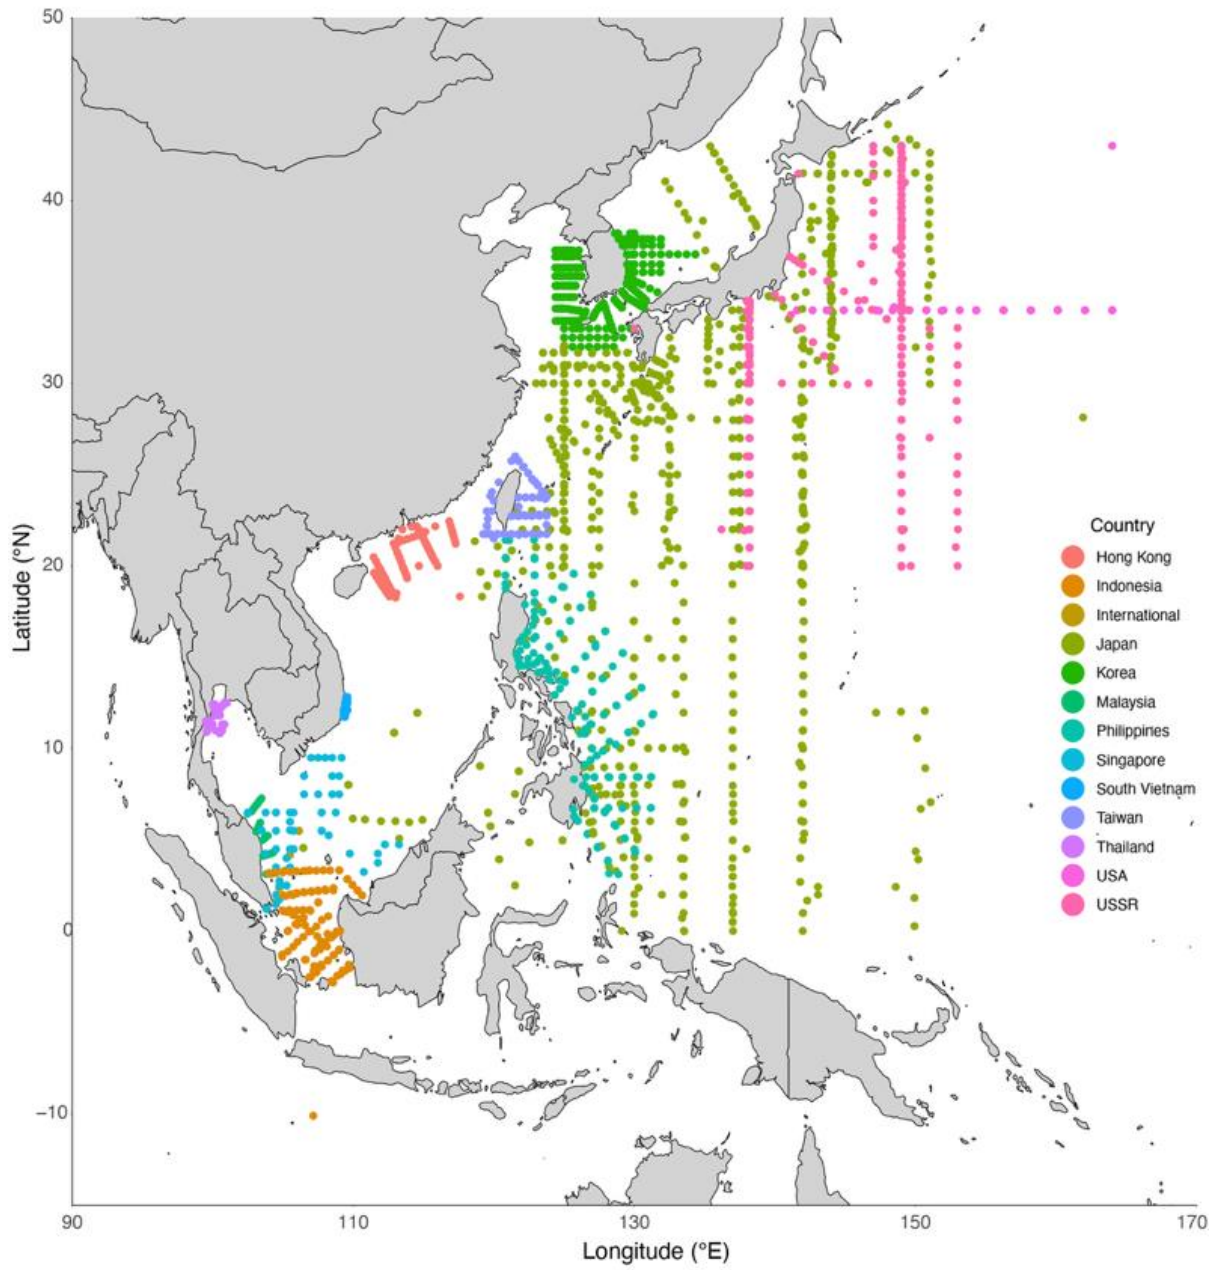 50
40
30
20
10
0
−10
Latitude (°N)
90
110
130
150
170
Longitude (°E)
Country
Hong Kong
Indonesia
International
Japan
Korea
Malaysia
Philippines
Singapore
South Vietnam
Taiwan
Thailand
USA
USSR